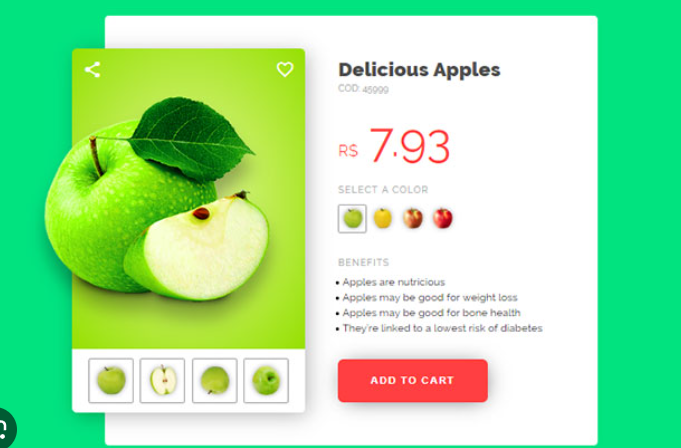 Delicious Apples
COD: 45999
R$ 7.93
SELECT A COLOR
BENEFITS
• Apples are nutricious
• Apples may be good for weight loss
• Apples may be good for bone health
• They're linked to a lowest risk of diabetes
ADD TO CART